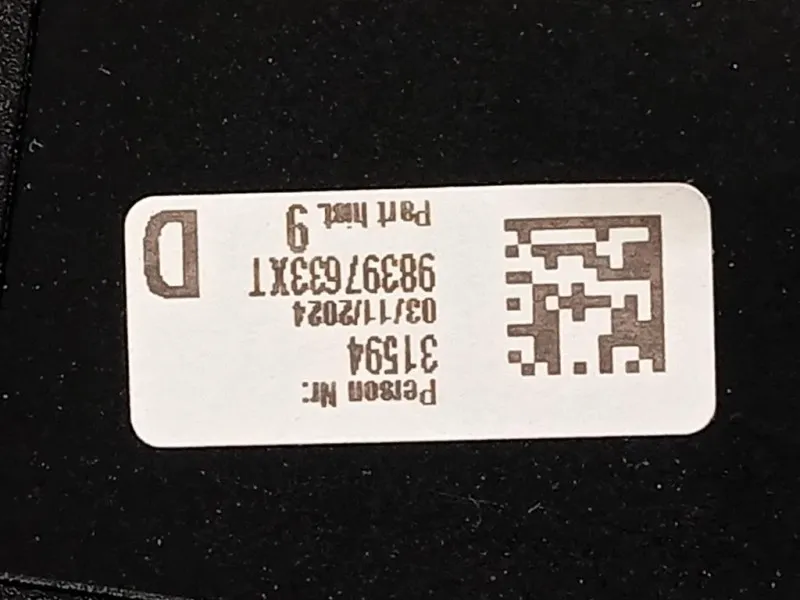 Person Nr:
31594
03/11/2024
98397633XT
Part hist. 9
D